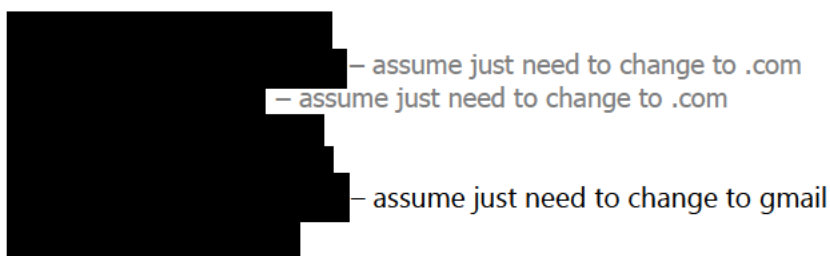 – assume just need to change to .com
– assume just need to change to .com
– assume just need to change to gmail